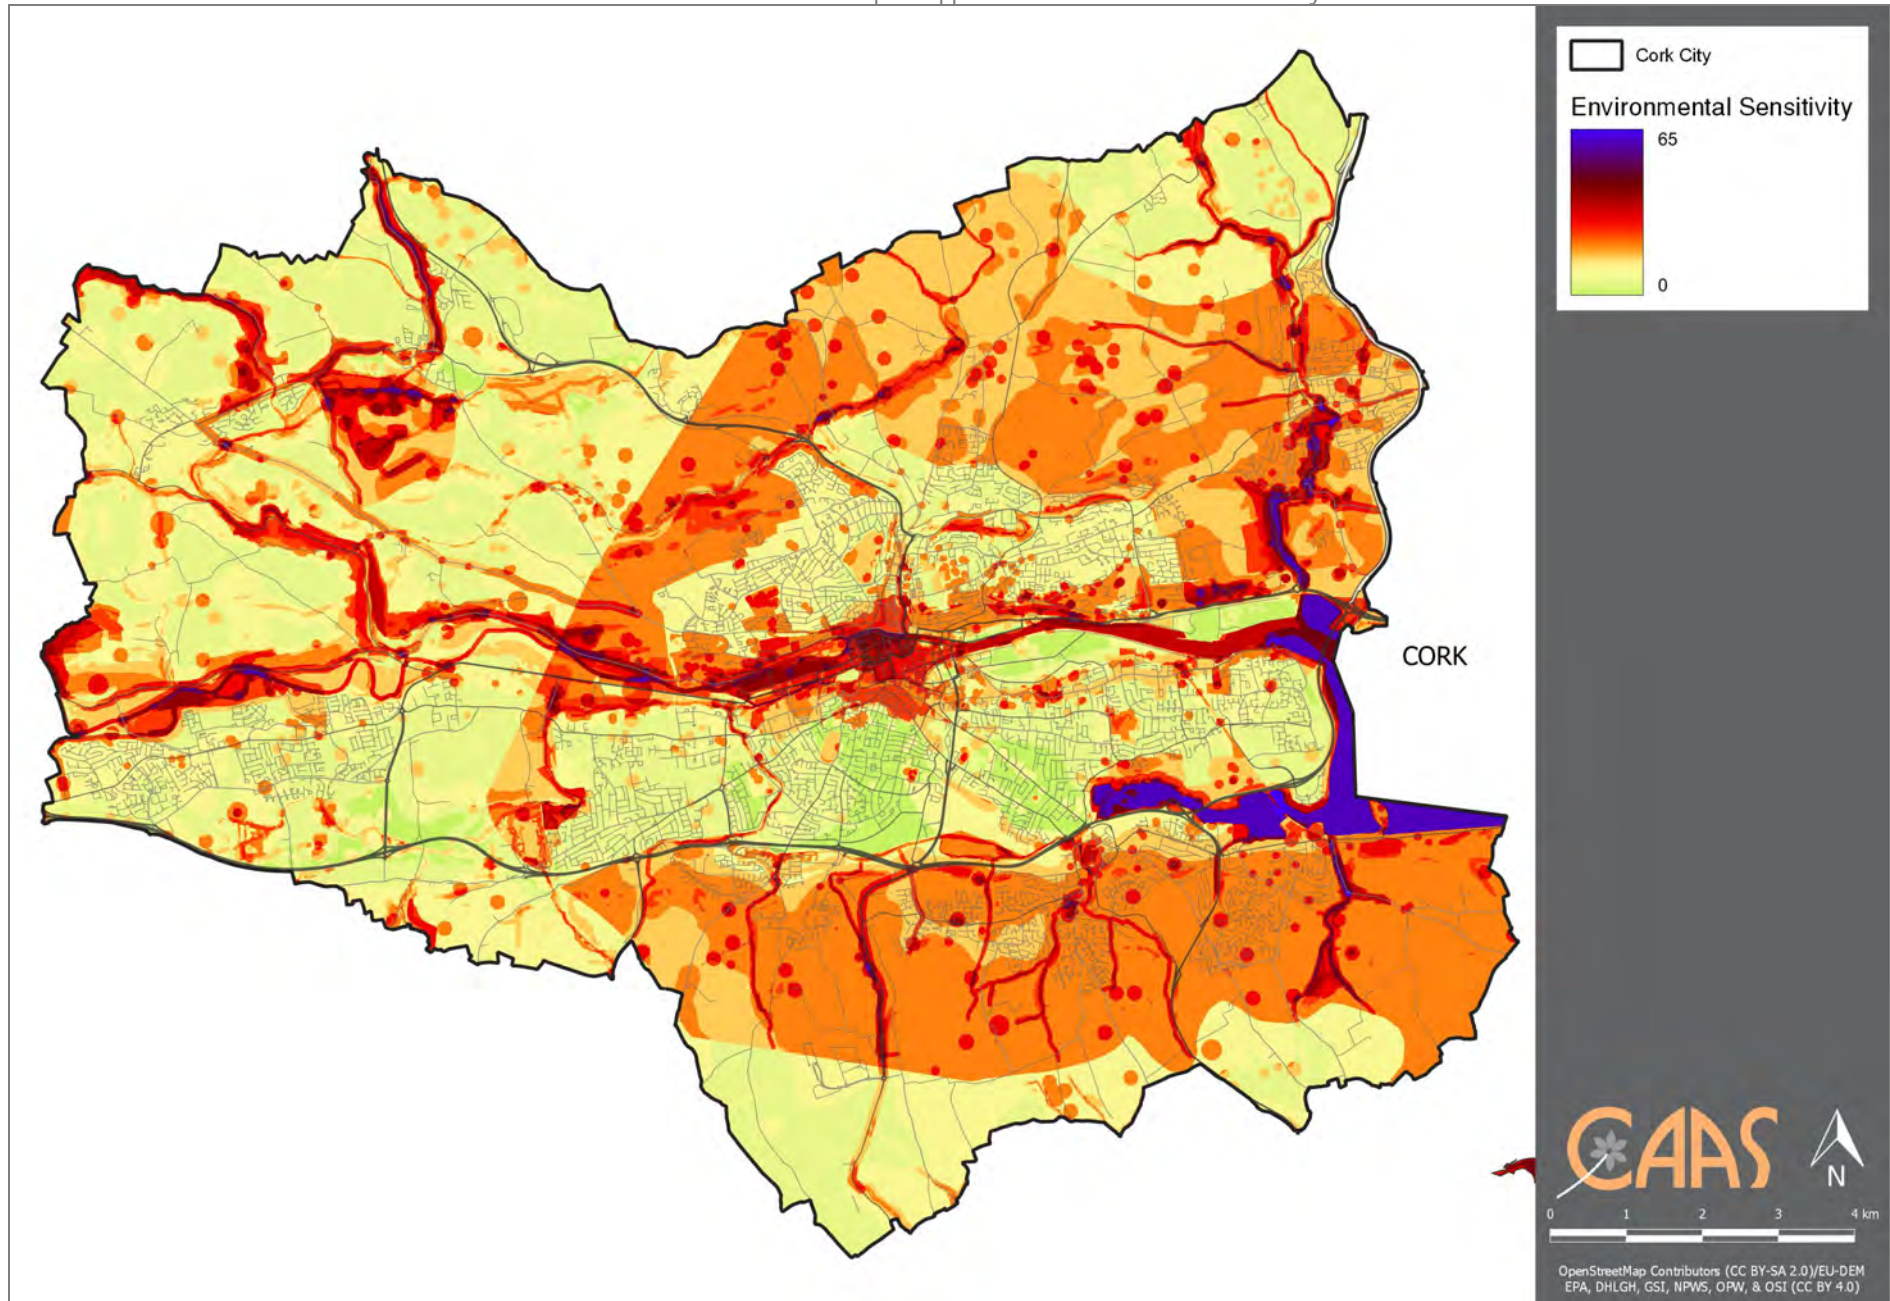 Cork City
Environmental Sensitivity
65
0
CORK
CAAS
N
0 1 2 3 4 km
OpenStreetMap Contributors (CC BY-SA 2.0)/EU-DEM
EPA, DHLGH, GSI, NPWS, OPW, & OSI (CC BY 4.0)